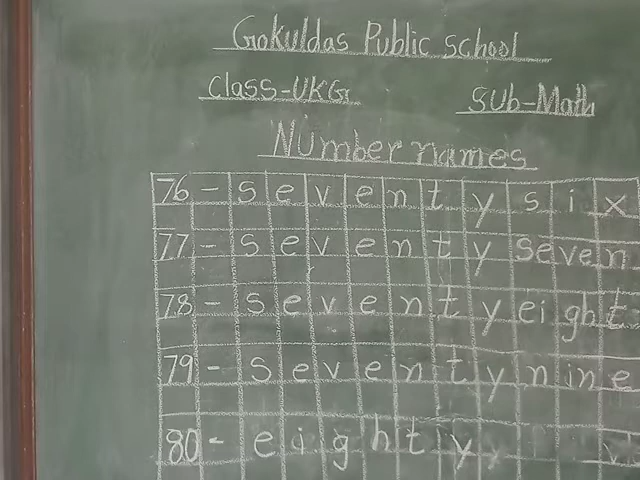 Gokuldas Public School
Class-UKG Sub-Math
Number names
76 - seventy six
77 - seventy seven
78 - seventy eight
79 - seventy nine
80 - eighty